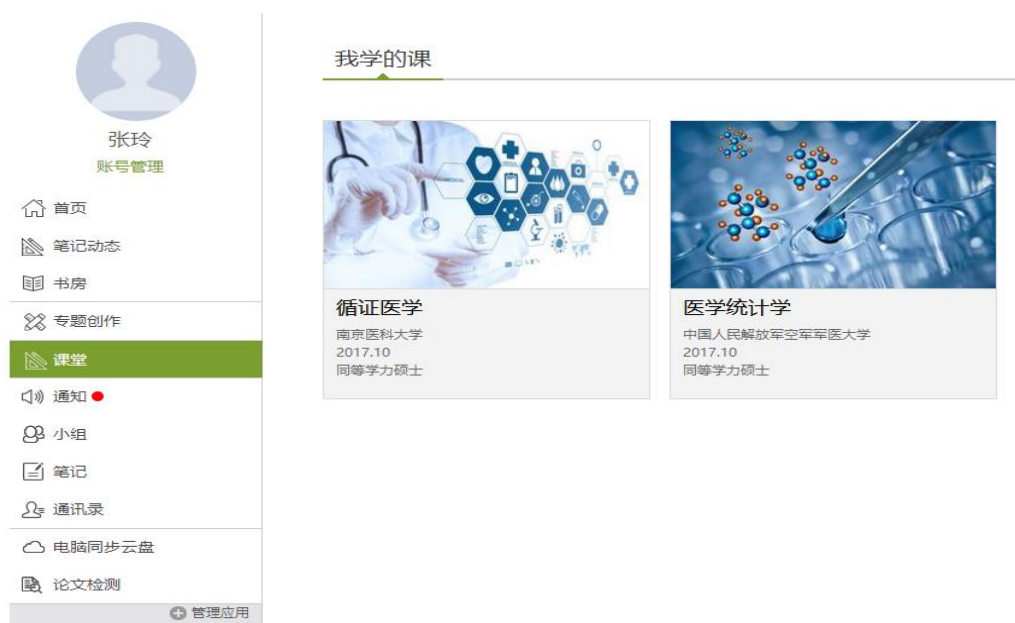 张玲
账号管理
首页
笔记动态
书房
专题创作
课堂
通知
小组
笔记
通讯录
电脑同步云盘
论文检测
管理应用
我学的课
循证医学
南京医科大学
2017.10
同等学力硕士
医学统计学
中国人民解放军空军军医大学
2017.10
同等学力硕士